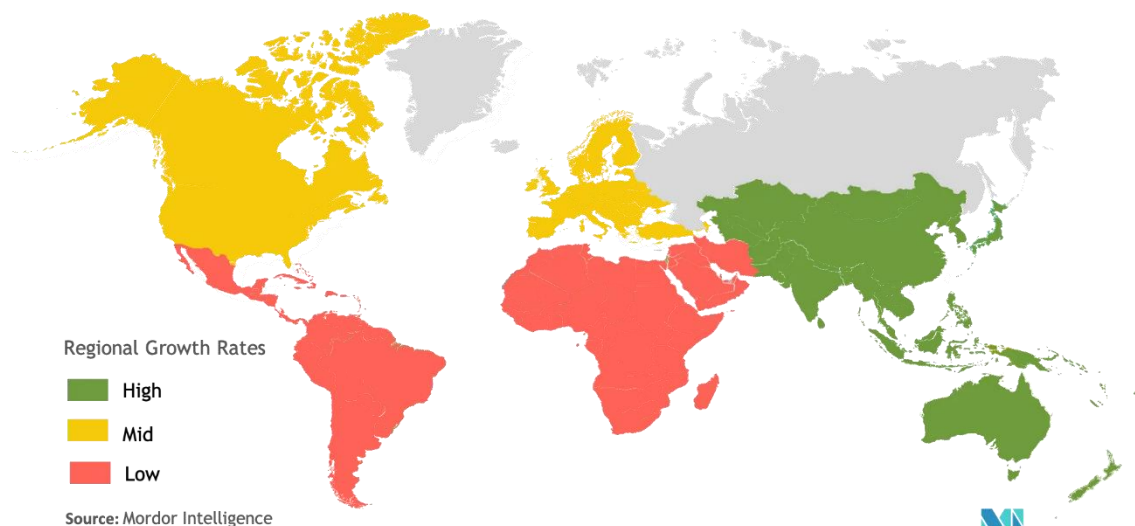 Regional Growth Rates
High
Mid
Low
Source: Mordor Intelligence